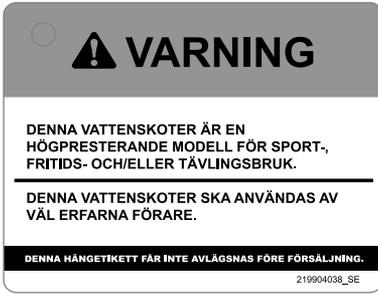 VARNING
DENNA VATTENSKOTER ÄR EN
HÖGPRESTERANDE MODELL FÖR SPORT-,
FRITIDS- OCH/ELLER TÄVLINGSBRUK.
DENNA VATTENSKOTER SKA ANVÄNDAS AV
VÄL ERFARNA FÖRARE.
DENNA HÄNGETIKETT FÅR INTE AVLÄGSNAS FÖRE FÖRSÄLJNING.
219904038_SE